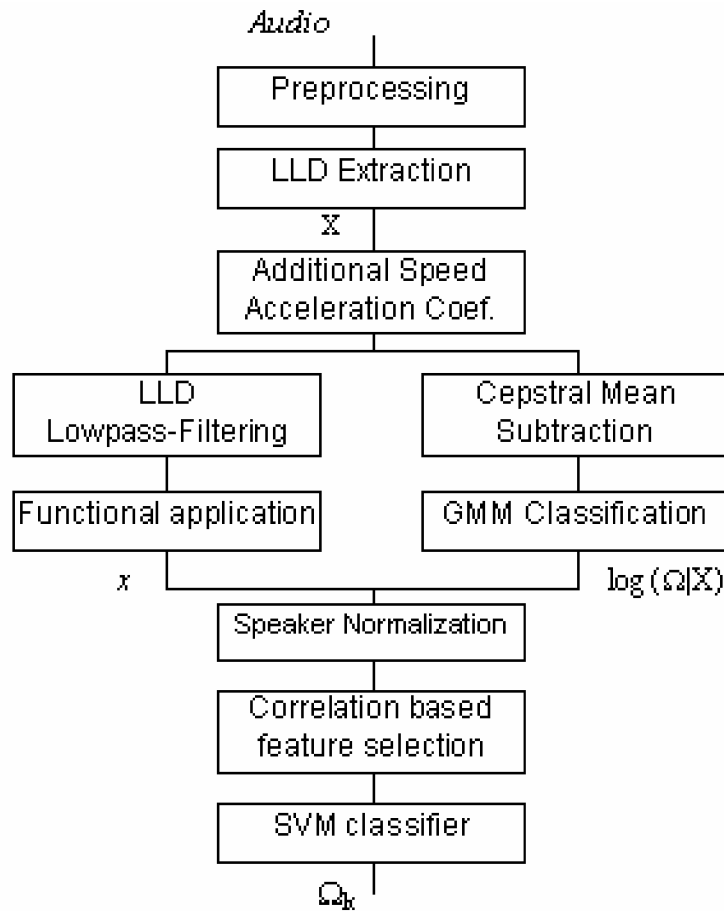 Audio
Preprocessing
LLD Extraction
X
Additional Speed
Acceleration Coef.
LLD
Lowpass-Filtering
Cepstral Mean
Subtraction
Functional application
GMM Classification
x
log (Ω|X)
Speaker Normalization
Correlation based
feature selection
SVM classifier
Ωk